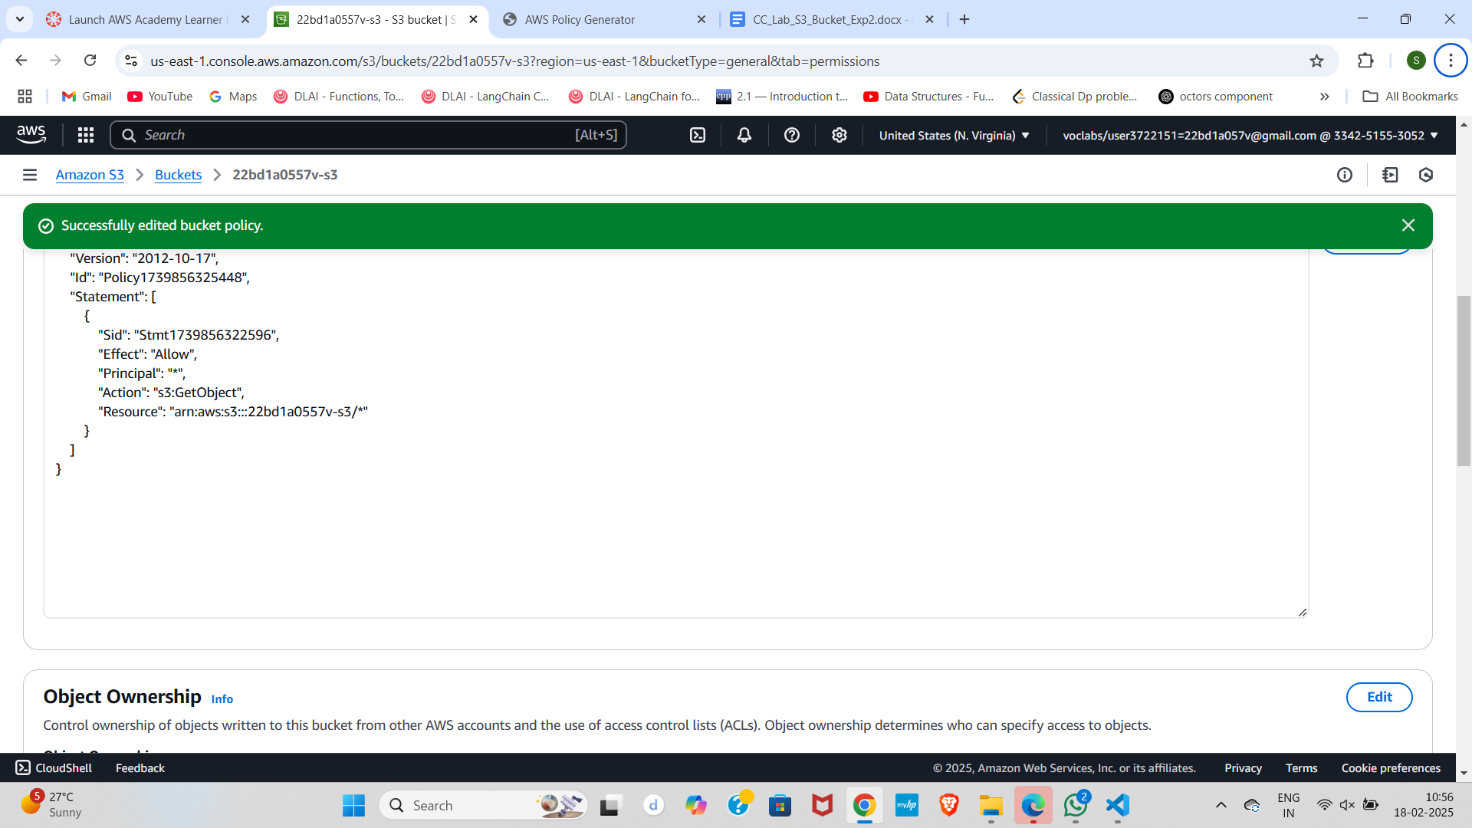 Launch AWS Academy Learner
22bd1a0557v-s3 - S3 bucket | S
AWS Policy Generator
CC_Lab_S3_Bucket_Exp2.docx -
us-east-1.console.aws.amazon.com/s3/buckets/22bd1a0557v-s3?region=us-east-1&bucketType=general&tab=permissions
S
Gmail
YouTube
Maps
DLAI - Functions, To...
DLAI - LangChain C...
DLAI - LangChain fo...
2.1 — Introduction t...
Data Structures - Fu...
Classical Dp proble...
octors component
All Bookmarks
aws
Search
[Alt+S]
United States (N. Virginia)
voclabs/user3722151=22bd1a057v@gmail.com @ 3342-5155-3052
Amazon S3
Buckets
22bd1a0557v-s3
Successfully edited bucket policy.
"Version": "2012-10-17",
"Id": "Policy1739856325448",
"Statement": [
{
"Sid": "Stmt1739856322596",
"Effect": "Allow",
"Principal": "*",
"Action": "s3:GetObject",
"Resource": "arn:aws:s3:::22bd1a0557v-s3/*"
}
]
}
Object Ownership
Info
Edit
Control ownership of objects written to this bucket from other AWS accounts and the use of access control lists (ACLs). Object ownership determines who can specify access to objects.
CloudShell
Feedback
© 2025, Amazon Web Services, Inc. or its affiliates.
Privacy
Terms
Cookie preferences
5
27°C
Sunny
Search
d
2
ENG
IN
10:56
18-02-2025